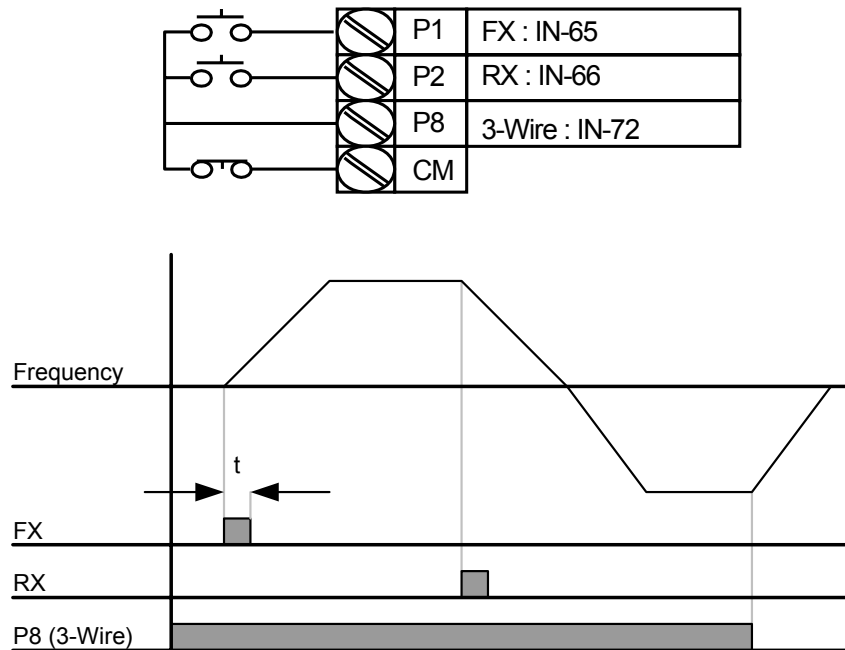 P1 FX : IN-65
P2 RX : IN-66
P8 3-Wire : IN-72
CM
Frequency
t
FX
RX
P8 (3-Wire)